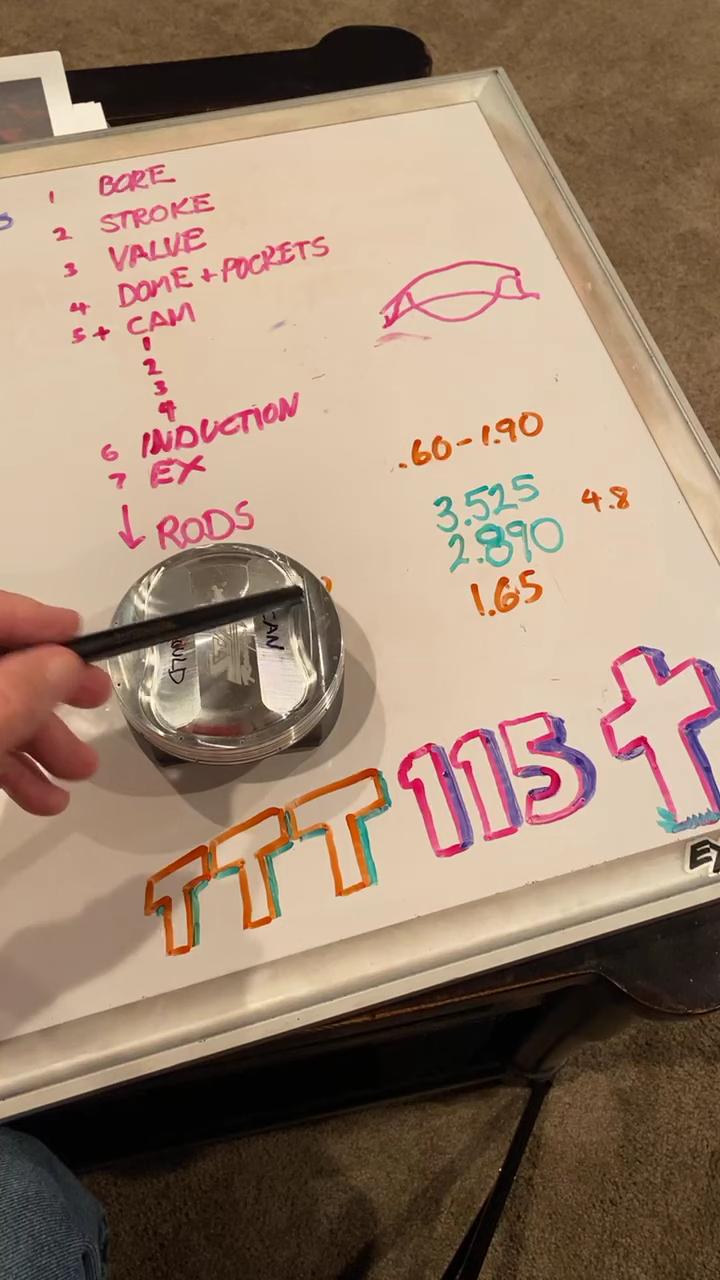 1 BORE
2 STROKE
3 VALVE
4 DOME + POCKETS
5 + CAM
1
2
3
4
6 INDUCTION
7 EX
↓ RODS
.60-1.90
3.525
4.8
2.890
1.65
TTT 115